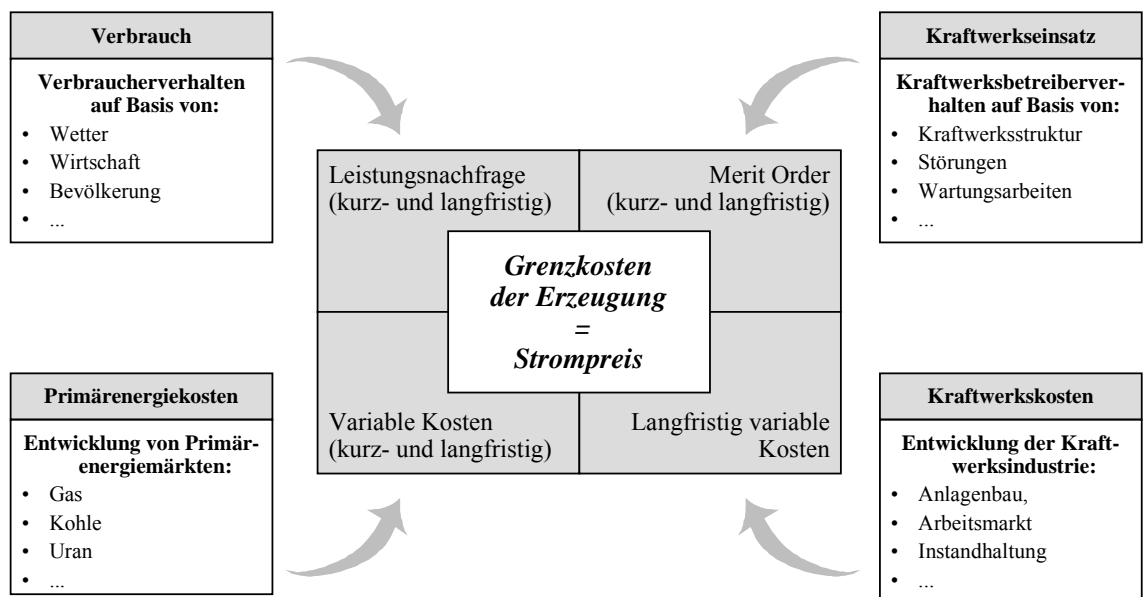 Verbrauch
Verbraucherverhalten
auf Basis von:
• Wetter
• Wirtschaft
• Bevölkerung
• ...
Kraftwerkseinsatz
Kraftwerksbetreiberver-
halten auf Basis von:
• Kraftwerksstruktur
• Störungen
• Wartungsarbeiten
• ...
Leistungsnachfrage
(kurz- und langfristig)
Merit Order
(kurz- und langfristig)
Grenzkosten
der Erzeugung
=
Strompreis
Variable Kosten
(kurz- und langfristig)
Langfristig variable
Kosten
Primärenergiekosten
Entwicklung von Primär-
energiemärkten:
• Gas
• Kohle
• Uran
• ...
Kraftwerkskosten
Entwicklung der Kraft-
werksindustrie:
• Anlagenbau,
• Arbeitsmarkt
• Instandhaltung
• ...